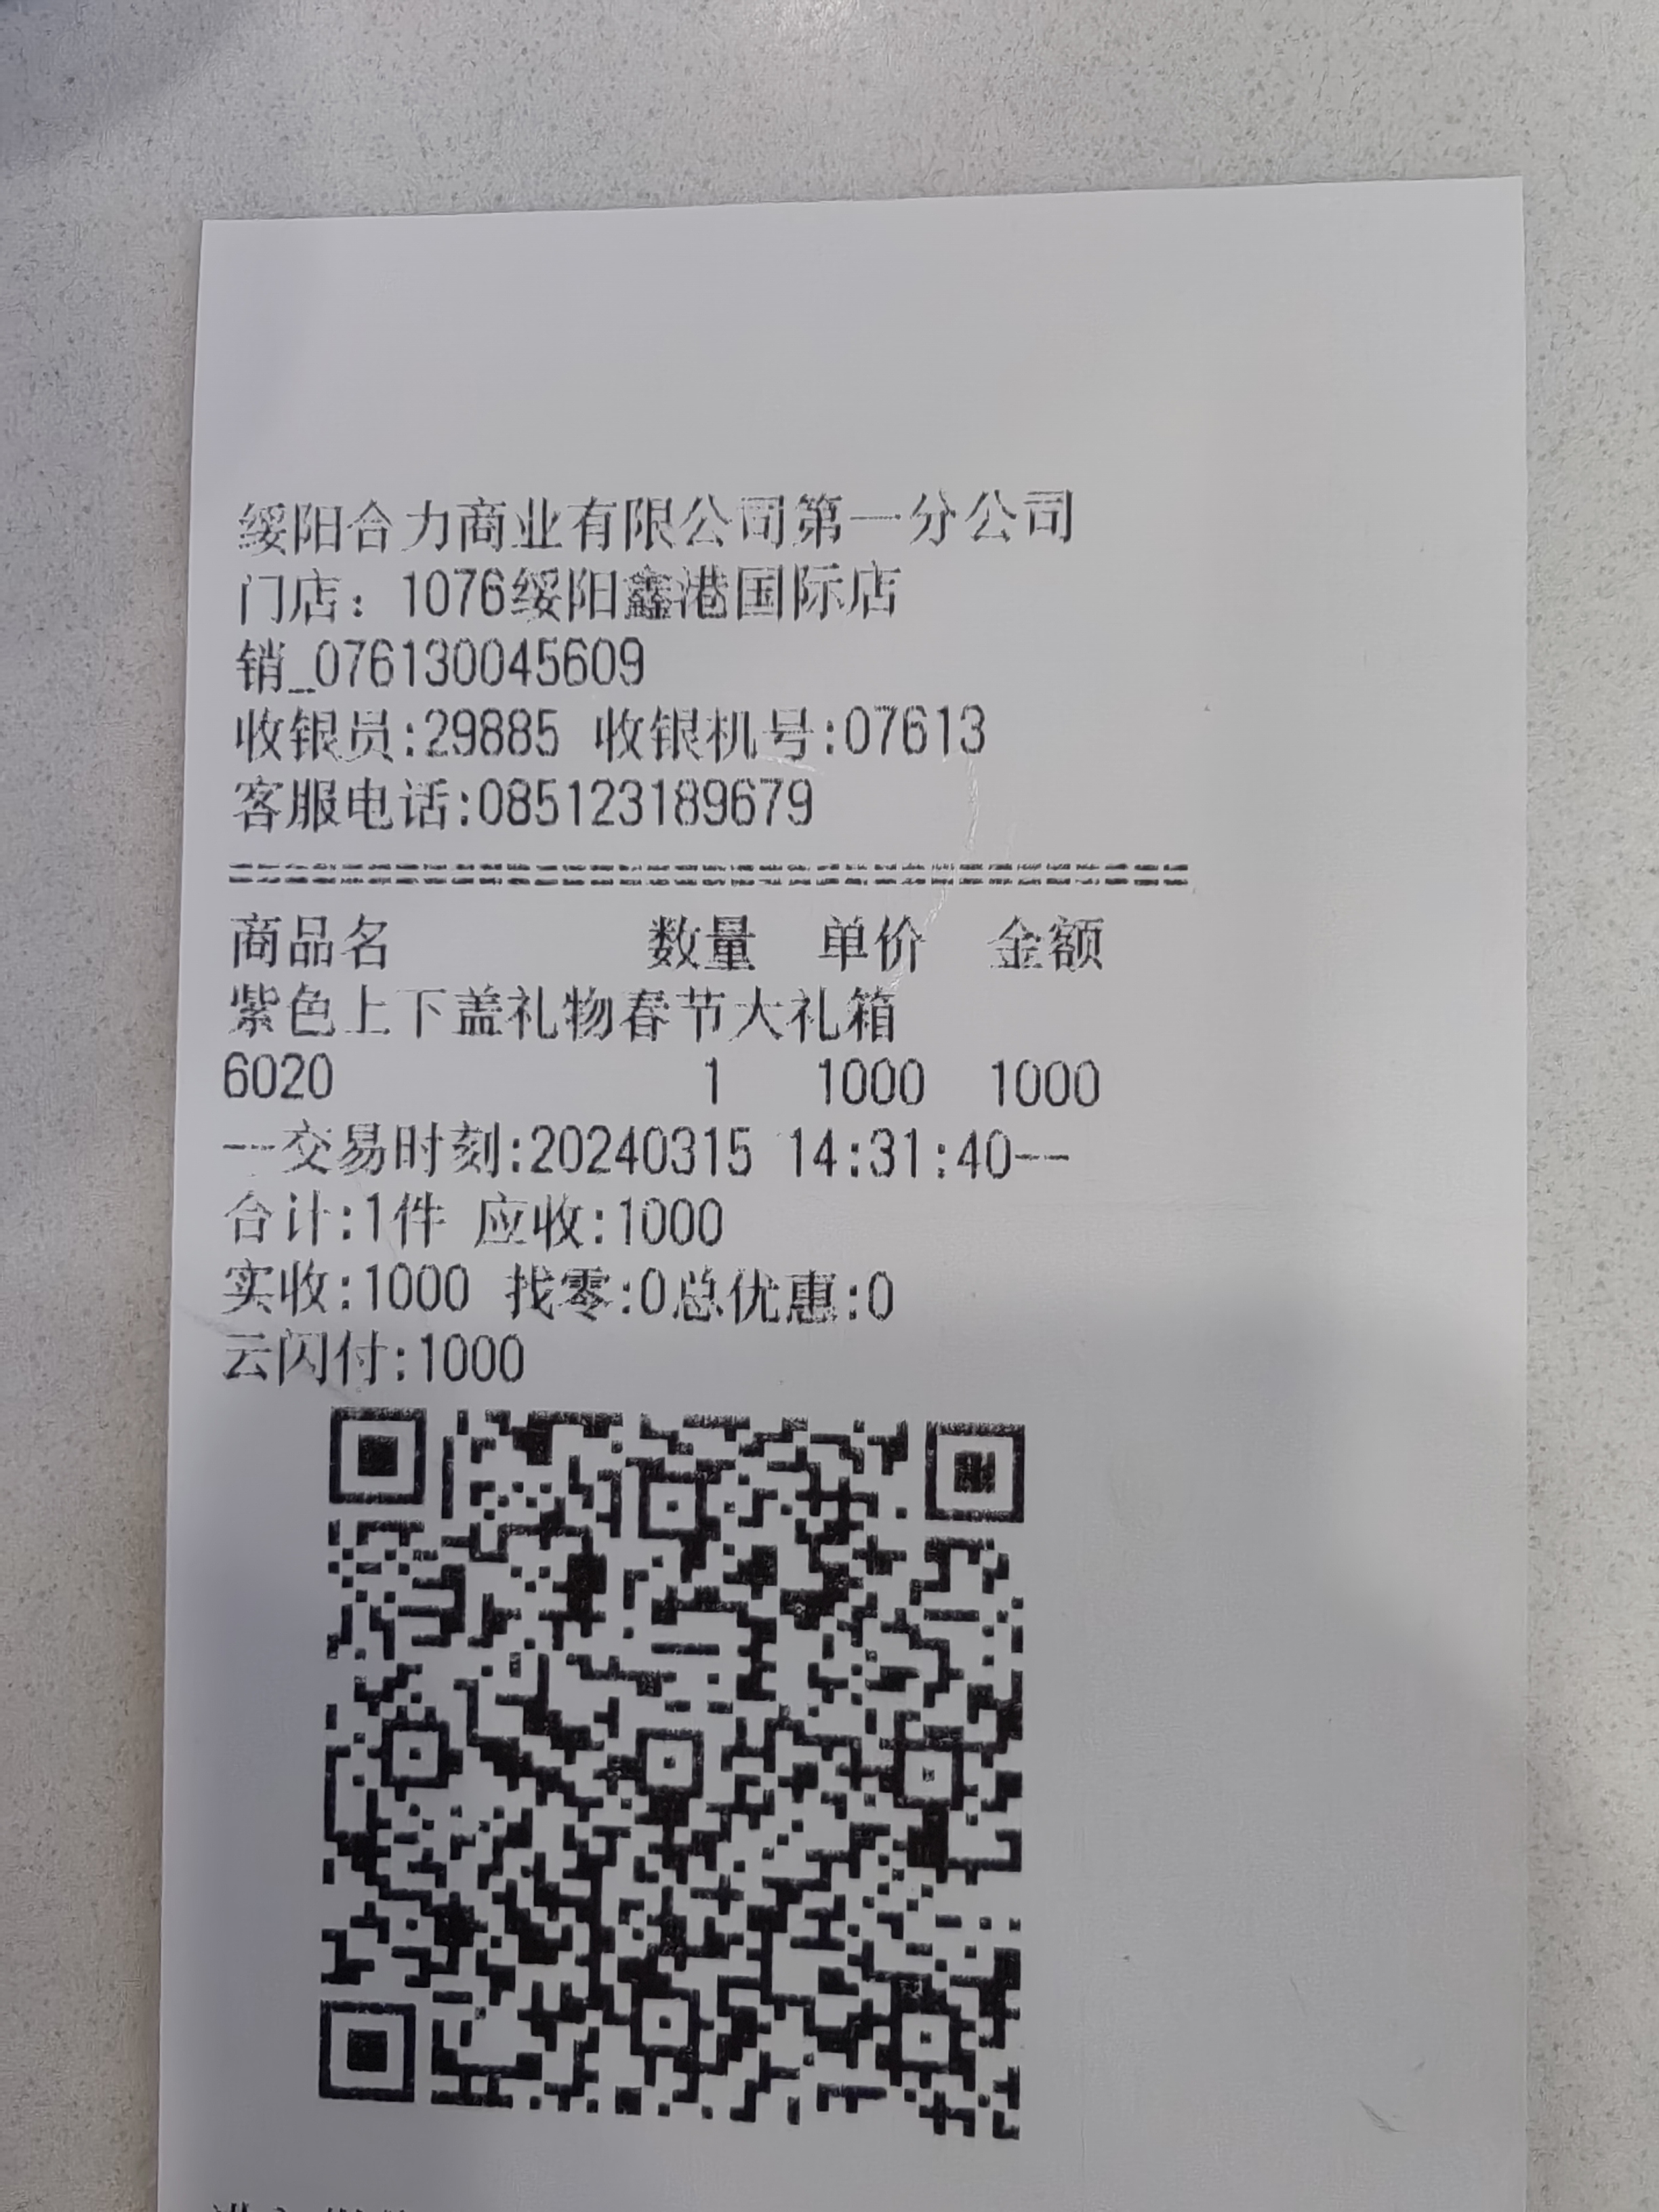 绥阳合力商业有限公司第一分公司
门店：1076绥阳鑫港国际店
销_076130045609
收银员:29885 收银机号:07613
客服电话:085123189679
==================================
商品名 数量 单价 金额
紫色上下盖礼物春节大礼箱
6020 1 1000 1000
--交易时刻:20240315 14:31:40--
合计:1件 应收:1000
实收:1000 找零:0总优惠:0
云闪付:1000